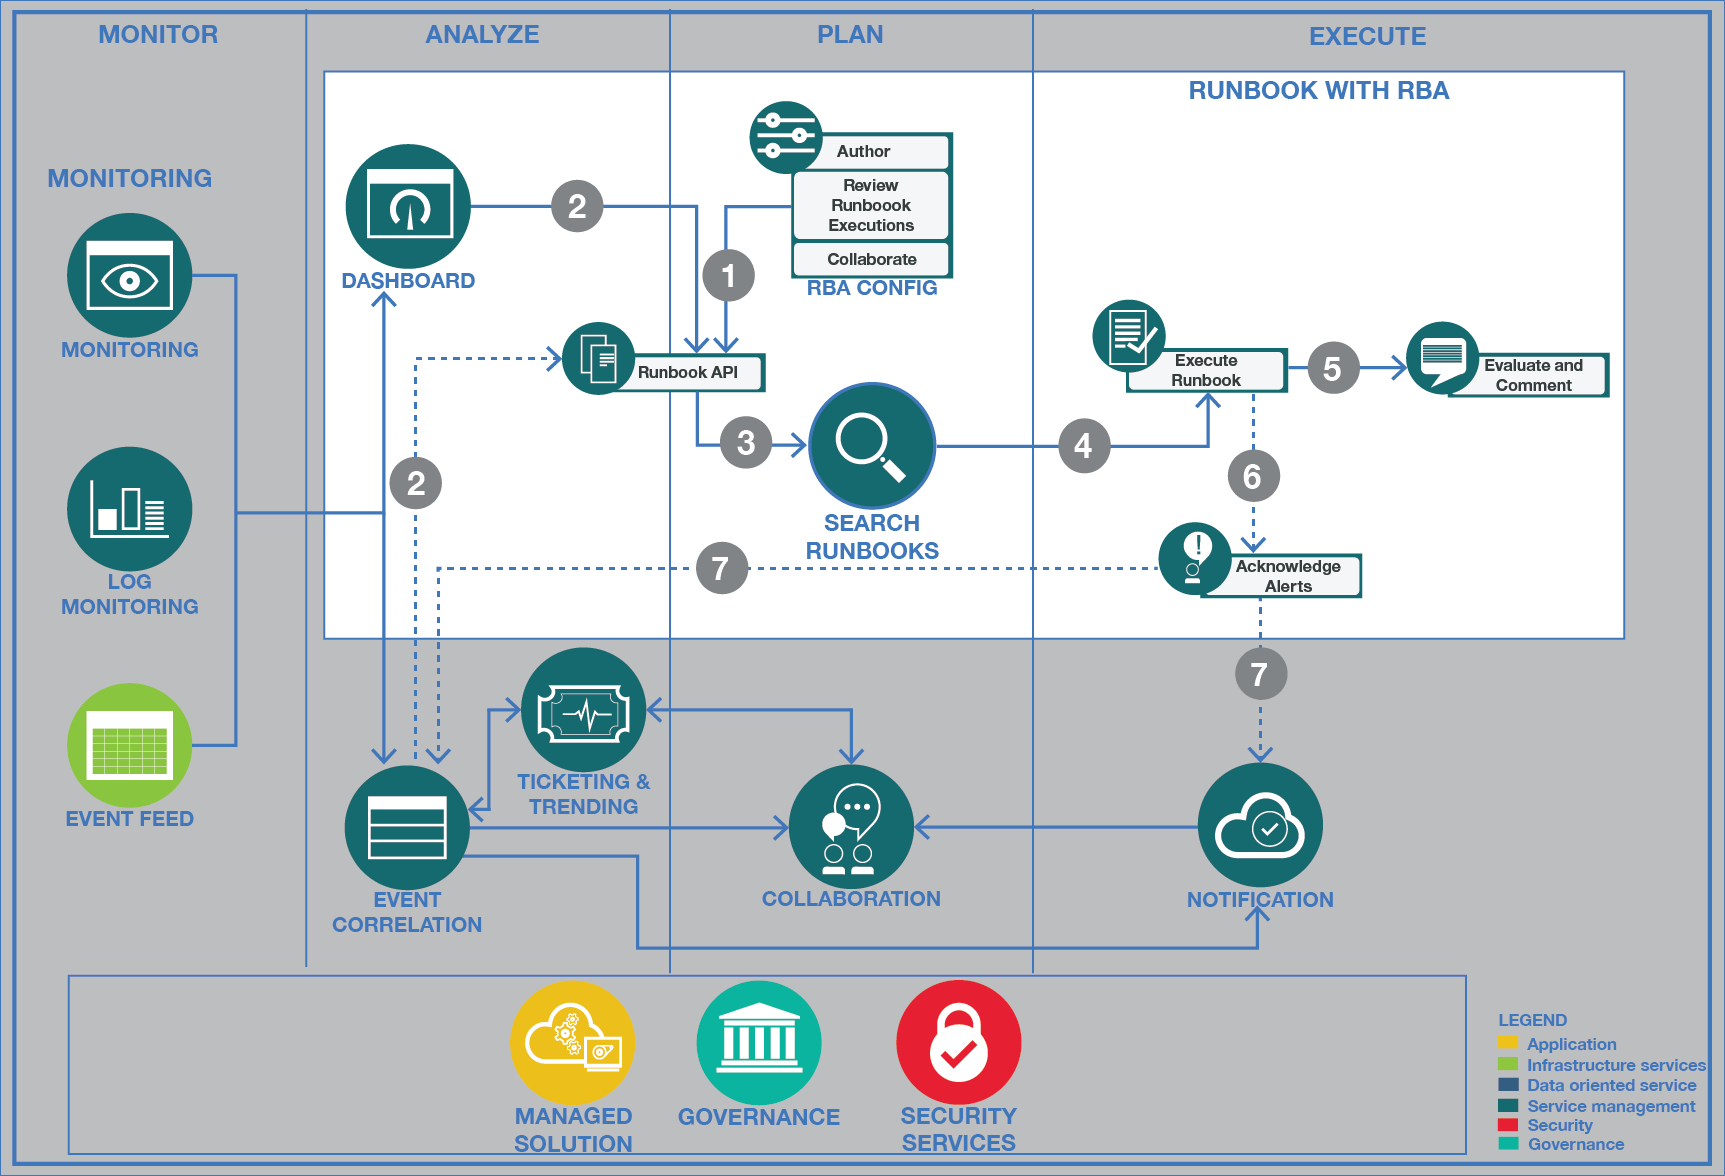 MONITOR
ANALYZE
PLAN
EXECUTE
RUNBOOK WITH RBA
MONITORING
MONITORING
LOG
MONITORING
EVENT FEED
DASHBOARD
2
1
Author
Review
Runboook
Executions
Collaborate
RBA CONFIG
Runbook API
2
3
SEARCH
RUNBOOKS
4
Execute
Runbook
5
Evaluate and
Comment
6
!
Acknowledge
Alerts
7
7
TICKETING &
TRENDING
EVENT
CORRELATION
COLLABORATION
NOTIFICATION
MANAGED
SOLUTION
GOVERNANCE
SECURITY
SERVICES
LEGEND
Application
Infrastructure services
Data oriented service
Service management
Security
Governance